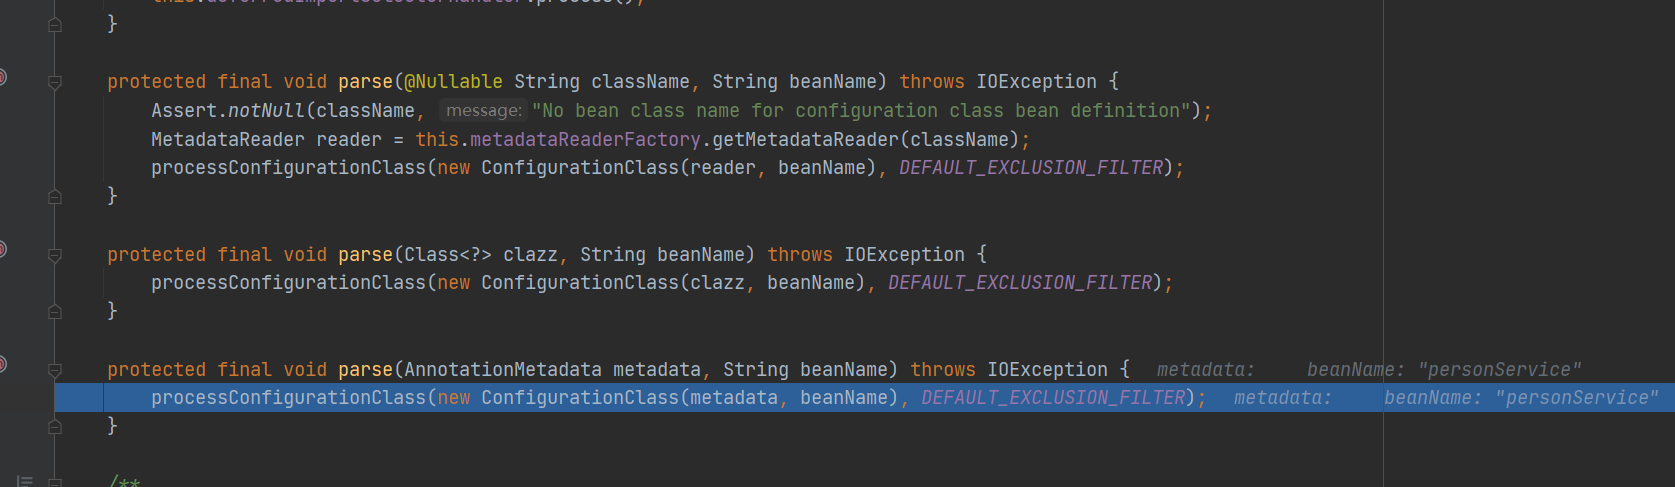 this.deferredImportSelectorHandler.process();
}
protected final void parse(@Nullable String className, String beanName) throws IOException {
Assert.notNull(className, message: "No bean class name for configuration class bean definition");
MetadataReader reader = this.metadataReaderFactory.getMetadataReader(className);
processConfigurationClass(new ConfigurationClass(reader, beanName), DEFAULT_EXCLUSION_FILTER);
}
protected final void parse(Class<?> clazz, String beanName) throws IOException {
processConfigurationClass(new ConfigurationClass(clazz, beanName), DEFAULT_EXCLUSION_FILTER);
}
protected final void parse(AnnotationMetadata metadata, String beanName) throws IOException { metadata: beanName: "personService"
processConfigurationClass(new ConfigurationClass(metadata, beanName), DEFAULT_EXCLUSION_FILTER); metadata: beanName: "personService"
}
/**